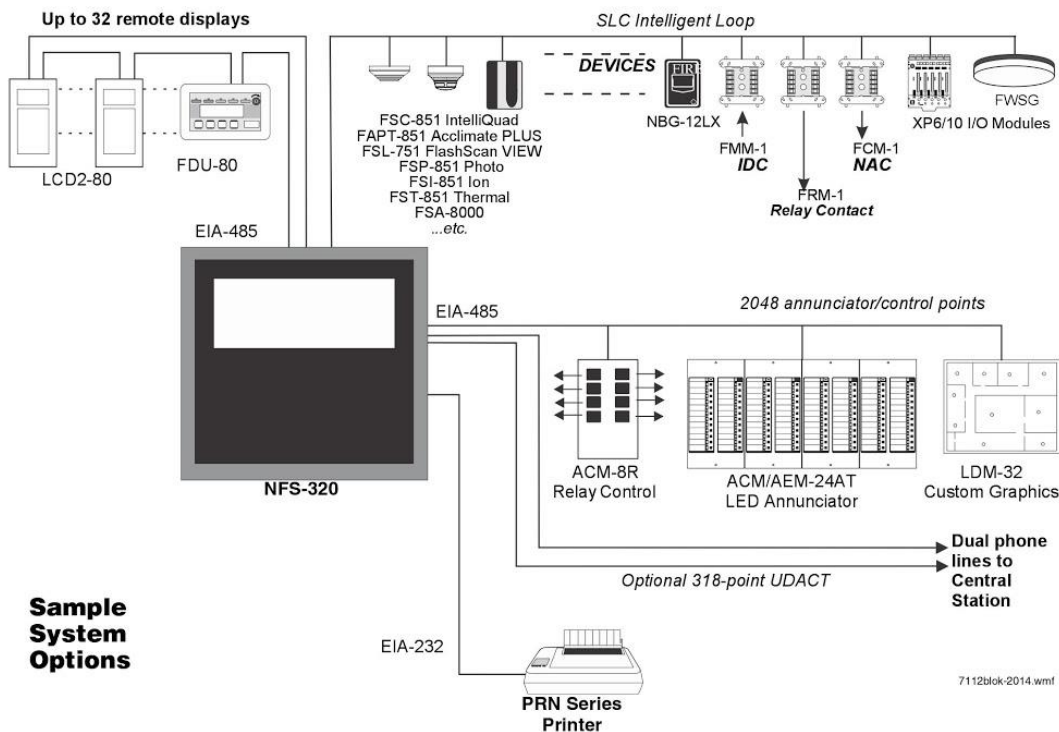 Up to 32 remote displays
SLC Intelligent Loop
DEVICES
FIRE
NBG-12LX
FWSG
XP6/10 I/O Modules
FDU-80
LCD2-80
FSC-851 IntelliQuad
FAPT-851 Acclimate PLUS
FSL-751 FlashScan VIEW
FSP-851 Photo
FSI-851 Ion
FST-851 Thermal
FSA-8000
...etc.
FMM-1
IDC
FCM-1
NAC
FRM-1
Relay Contact
EIA-485
EIA-485
2048 annunciator/control points
NFS-320
ACM-8R
Relay Control
ACM/AEM-24AT
LED Annunciator
LDM-32
Custom Graphics
Dual phone
lines to
Central
Station
Optional 318-point UDACT
Sample
System
Options
EIA-232
PRN Series
Printer
7112blok-2014.wmf